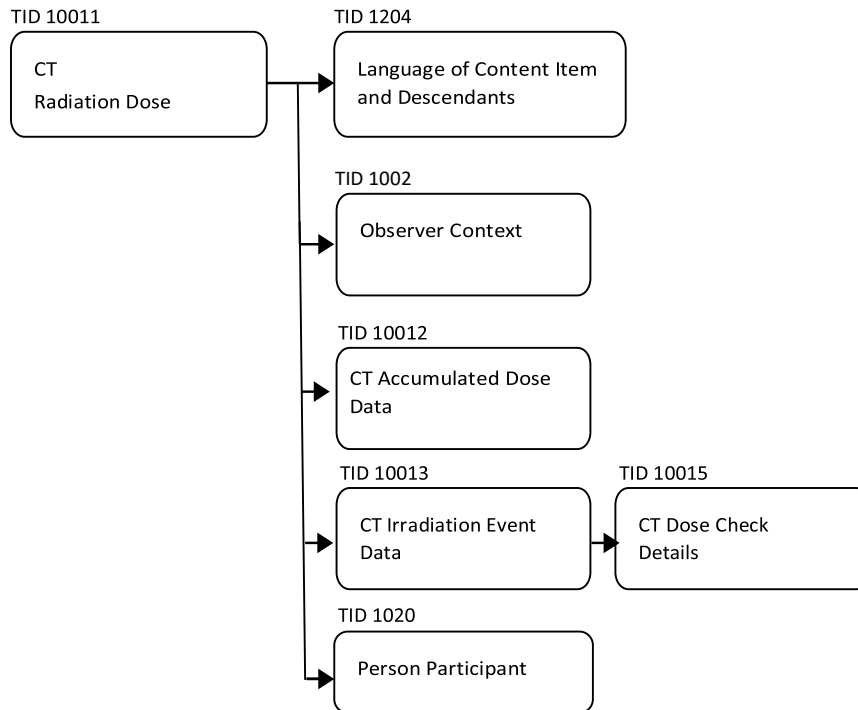 TID 10011
CT
Radiation Dose
TID 1204
Language of Content Item
and Descendants
TID 1002
Observer Context
TID 10012
CT Accumulated Dose
Data
TID 10013
CT Irradiation Event
Data
TID 10015
CT Dose Check
Details
TID 1020
Person Participant